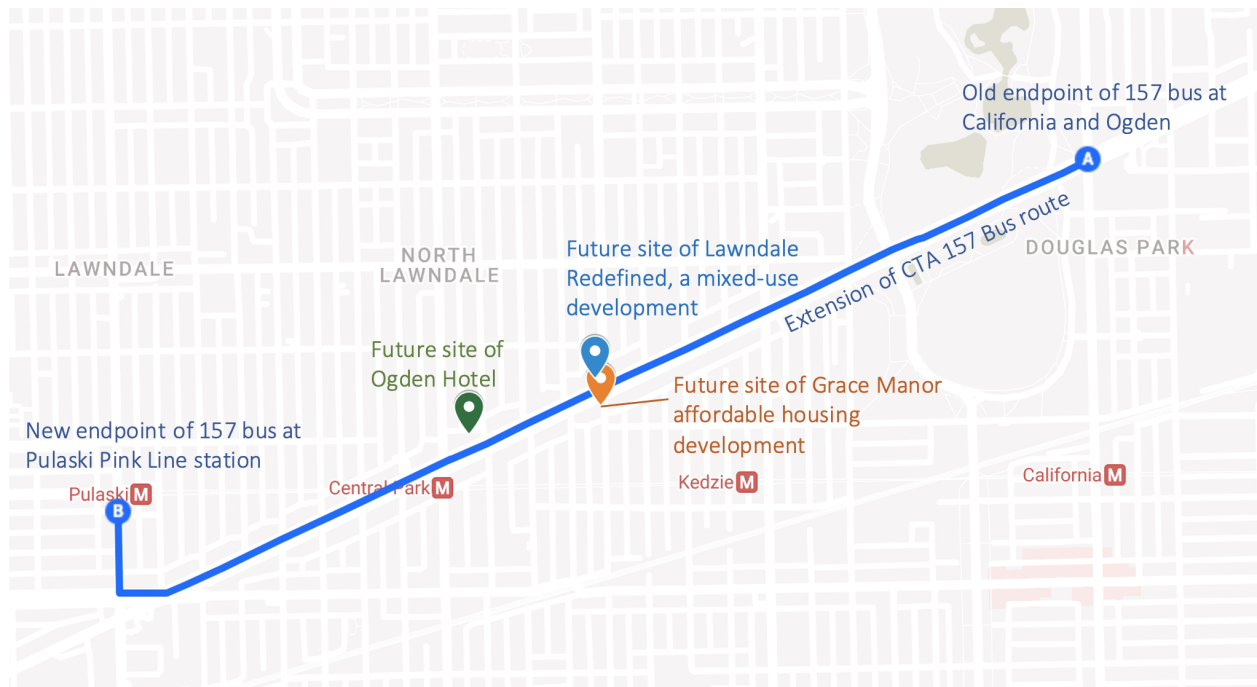 Old endpoint of 157 bus at
California and Ogden
A
Extension of CTA 157 Bus route
DOUGLAS PARK
LAWNDALE
NORTH
LAWNDALE
Future site of Lawndale
Redefined, a mixed-use
development
Future site of
Ogden Hotel
Future site of Grace Manor
affordable housing
development
New endpoint of 157 bus at
Pulaski Pink Line station
Pulaski M
B
Central Park M
Kedzie M
California M